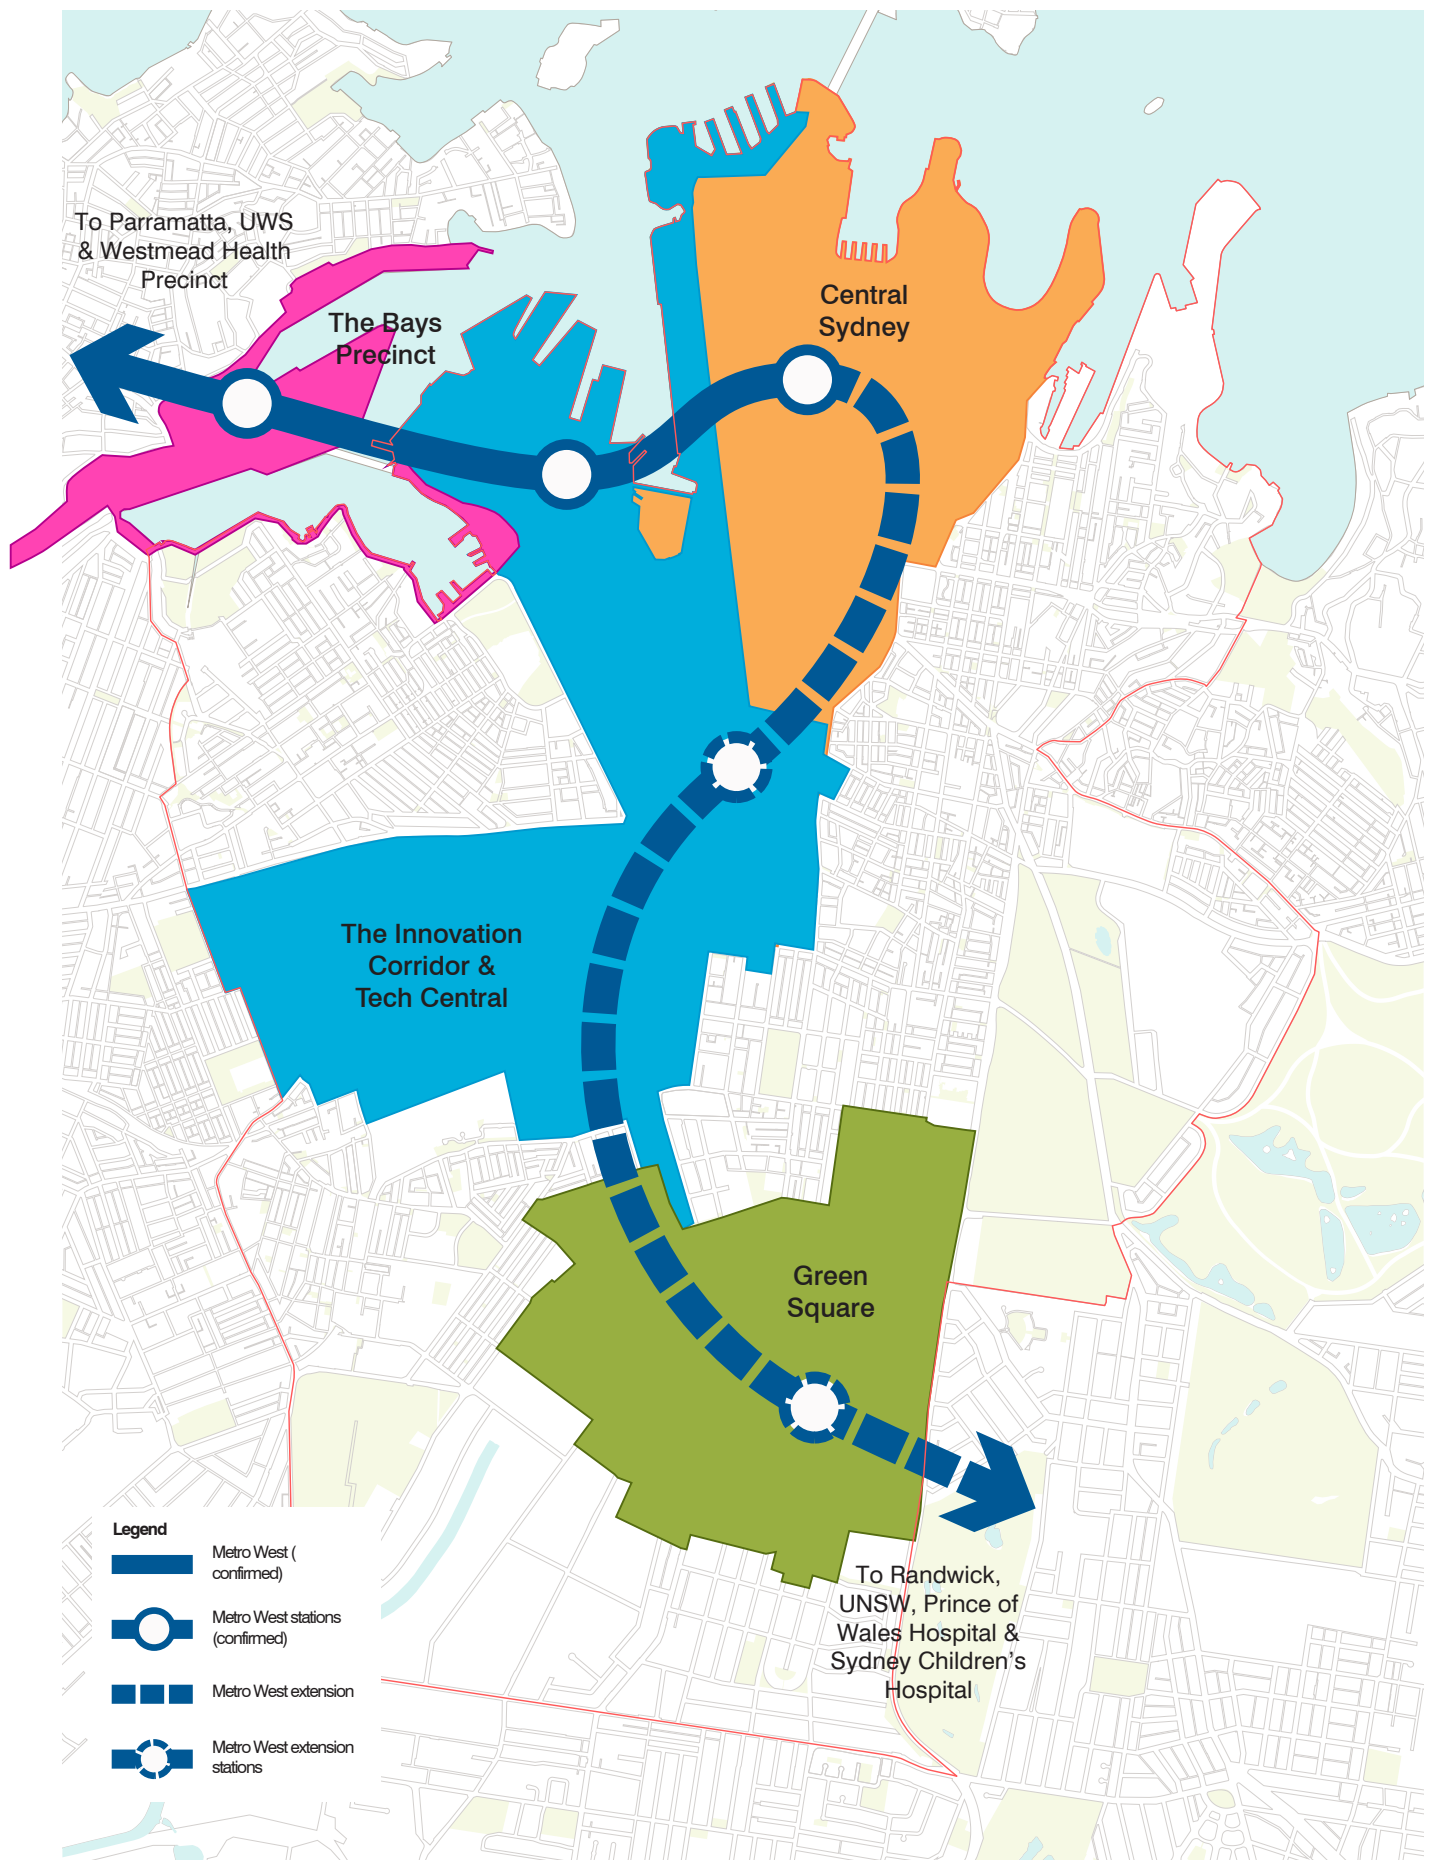 To Parramatta, UWS
& Westmead Health
Precinct
The Bays
Precinct
Central
Sydney
The Innovation
Corridor &
Tech Central
Green
Square
To Randwick,
UNSW, Prince of
Wales Hospital &
Sydney Children's
Hospital
Legend
Metro West (
confirmed)
Metro West stations
(confirmed)
Metro West extension
Metro West extension
stations